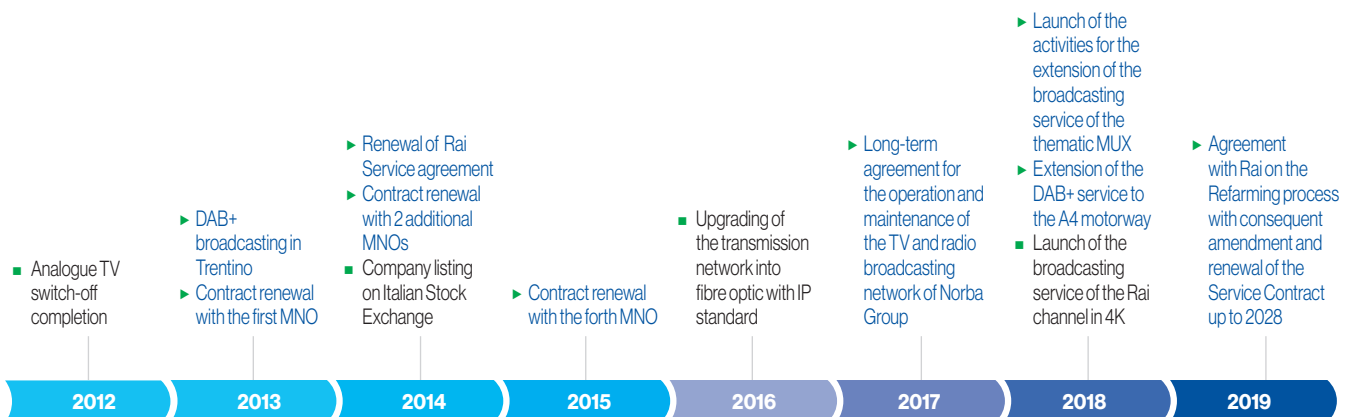 ■ Analogue TV
switch-off
completion
▶ DAB+
broadcasting in
Trentino
▶ Contract renewal
with the first MNO
▶ Renewal of Rai
Service agreement
▶ Contract renewal
with 2 additional
MNOs
■ Company listing
on Italian Stock
Exchange
▶ Contract renewal
with the forth MNO
■ Upgrading of
the transmission
network into
fibre optic with IP
standard
▶ Long-term
agreement for
the operation and
maintenance of
the TV and radio
broadcasting
network of Norba
Group
▶ Launch of the
activities for the
extension of the
broadcasting
service of the
thematic MUX
▶ Extension of the
DAB+ service to
the A4 motorway
■ Launch of the
broadcasting
service of the Rai
channel in 4K
▶ Agreement
with Rai on the
Refarming process
with consequent
amendment and
renewal of the
Service Contract
up to 2028
2012 2013 2014 2015 2016 2017 2018 2019